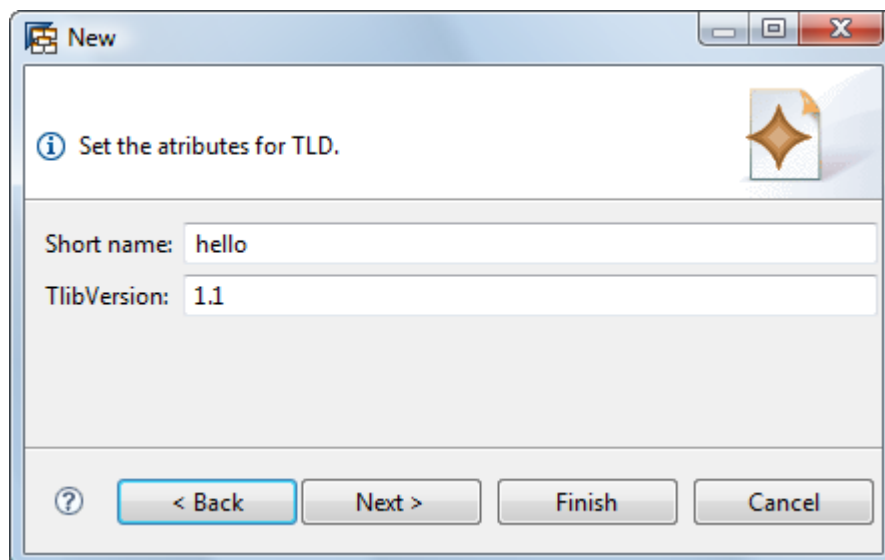 New
Set the atributes for TLD.
Short name: hello
TlibVersion: 1.1
< Back Next > Finish Cancel